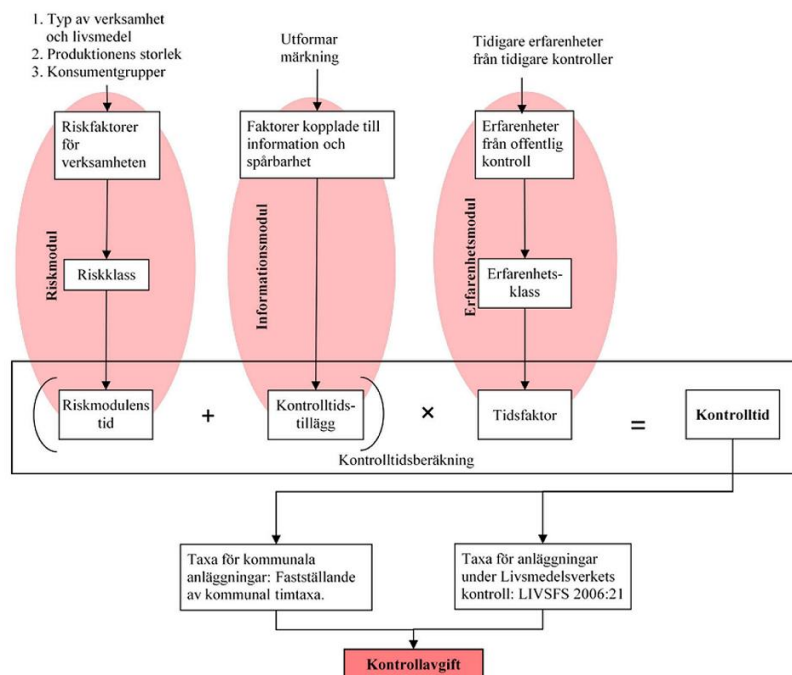 1. Typ av verksamhet
och livsmedel
2. Produktionens storlek
3. Konsumentgrupper
Utformar
märkning
Tidigare erfarenheter
från tidigare kontroller
Riskfaktorer
för
verksamheten
Faktorer kopplade till
information och
spårbarhet
Erfarenheter
från offentlig
kontroll
Riskmodul
Informationsmodul
Erfarenhetsmodul
Riskklass
Erfarenhets-
klass
Riskmodulens
tid
+
Kontrolltids-
tillägg
×
Tidsfaktor
=
Kontrolltid
Kontrolltidsberäkning
Taxa för kommunala
anläggningar: Fastställande
av kommunal timtaxa.
Taxa för anläggningar
under Livsmedelsverkets
kontroll: LIVSFS 2006:21
Kontrollavgift